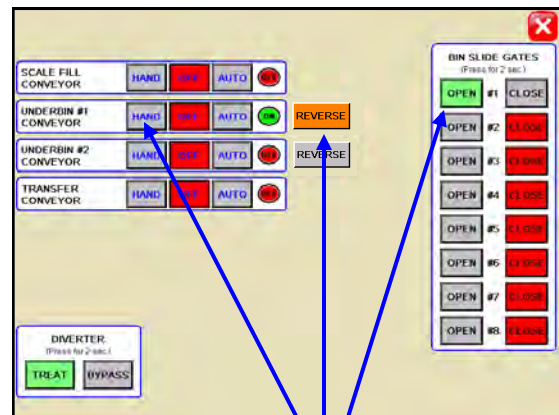 SCALE FILL
CONVEYOR
HAND OFF AUTO OFF
UNDERBIN #1
CONVEYOR
HAND OFF AUTO ON REVERSE
UNDERBIN #2
CONVEYOR
HAND OFF AUTO OFF REVERSE
TRANSFER
CONVEYOR
HAND OFF AUTO OFF
DIVERTER
(Press for 2 sec.)
TREAT BYPASS
BIN SLIDE GATES
(Press for 2 sec.)
OPEN #1 CLOSE
OPEN #2 CLOSE
OPEN #3 CLOSE
OPEN #4 CLOSE
OPEN #5 CLOSE
OPEN #6 CLOSE
OPEN #7 CLOSE
OPEN #8 CLOSE